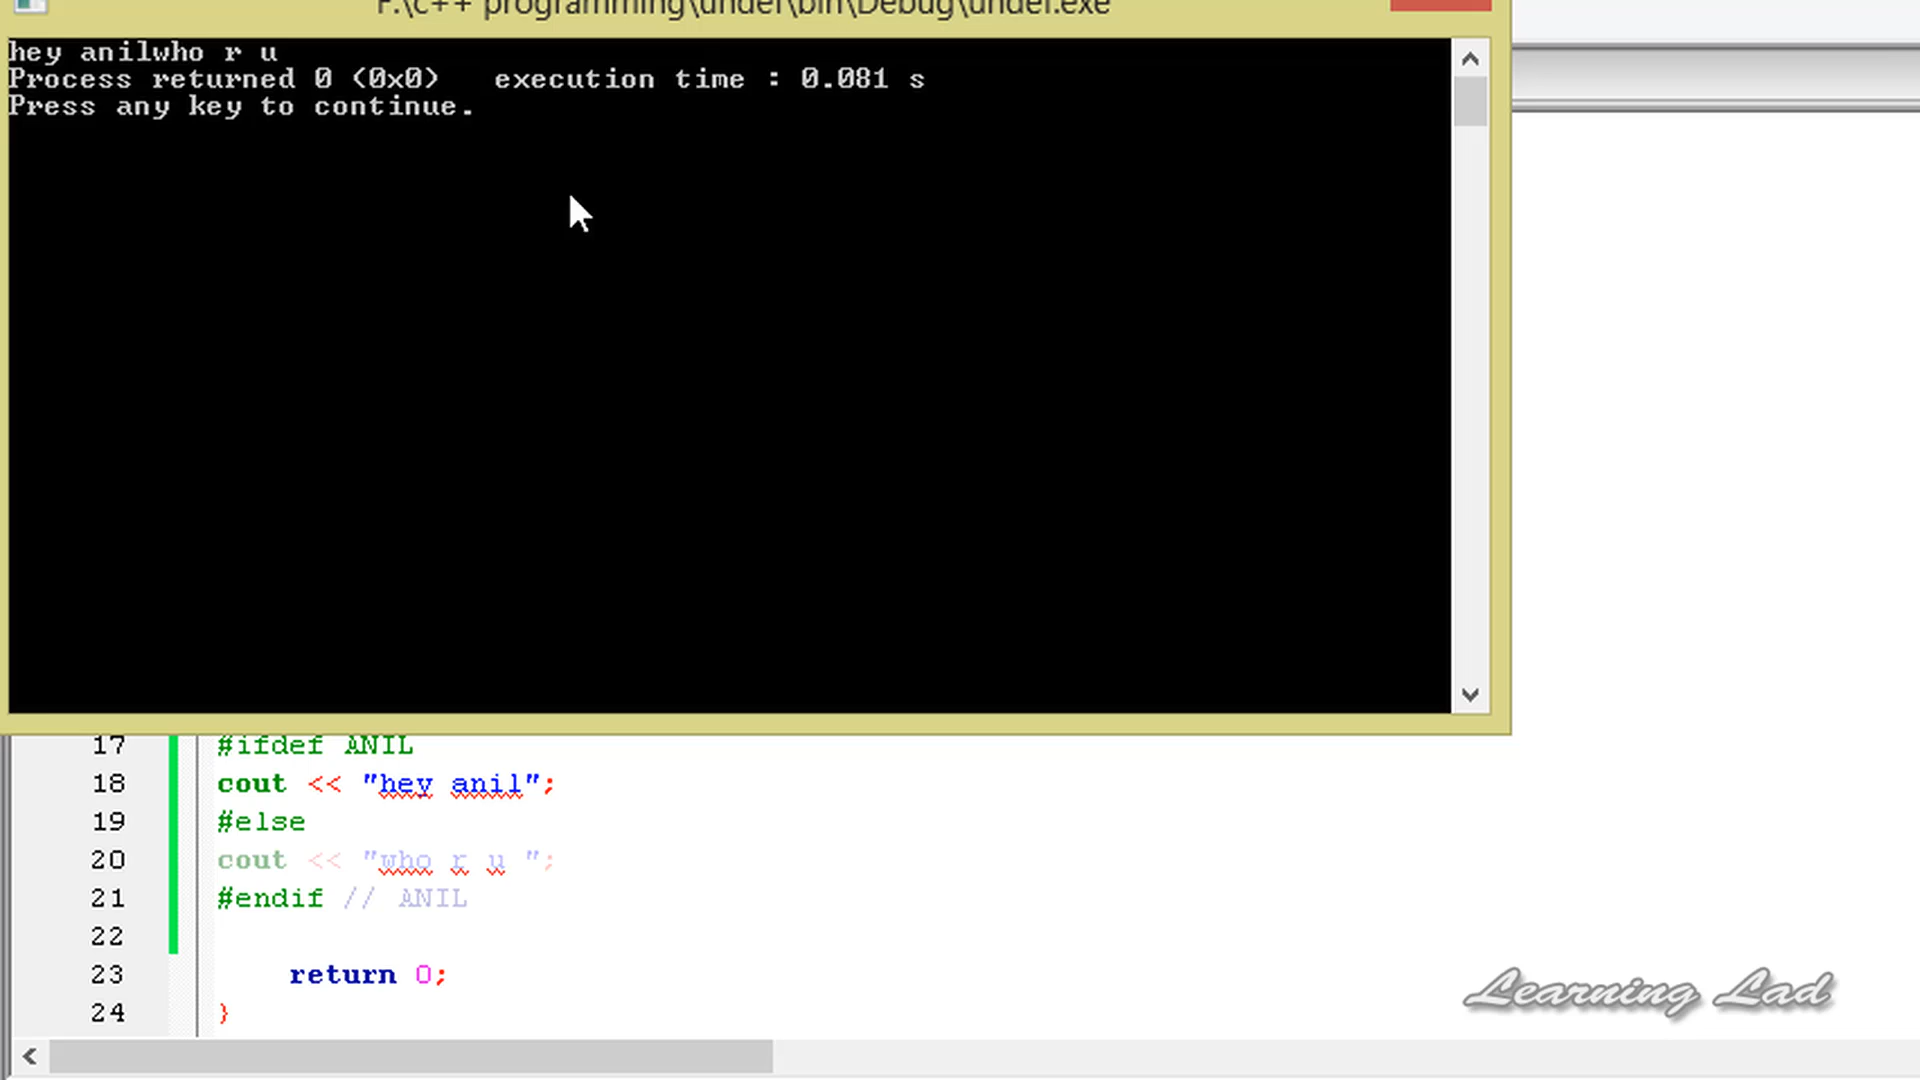 F:\c++ programming\undef\bin\Debug\undef.exe
hey anilwho r u
Process returned 0 (0x0)   execution time : 0.081 s
Press any key to continue.
17 #ifdef ANIL
18 cout << "hey anil";
19 #else
20 cout << "who r u ";
21 #endif // ANIL
22
23 return 0;
24 }
Learning Lad